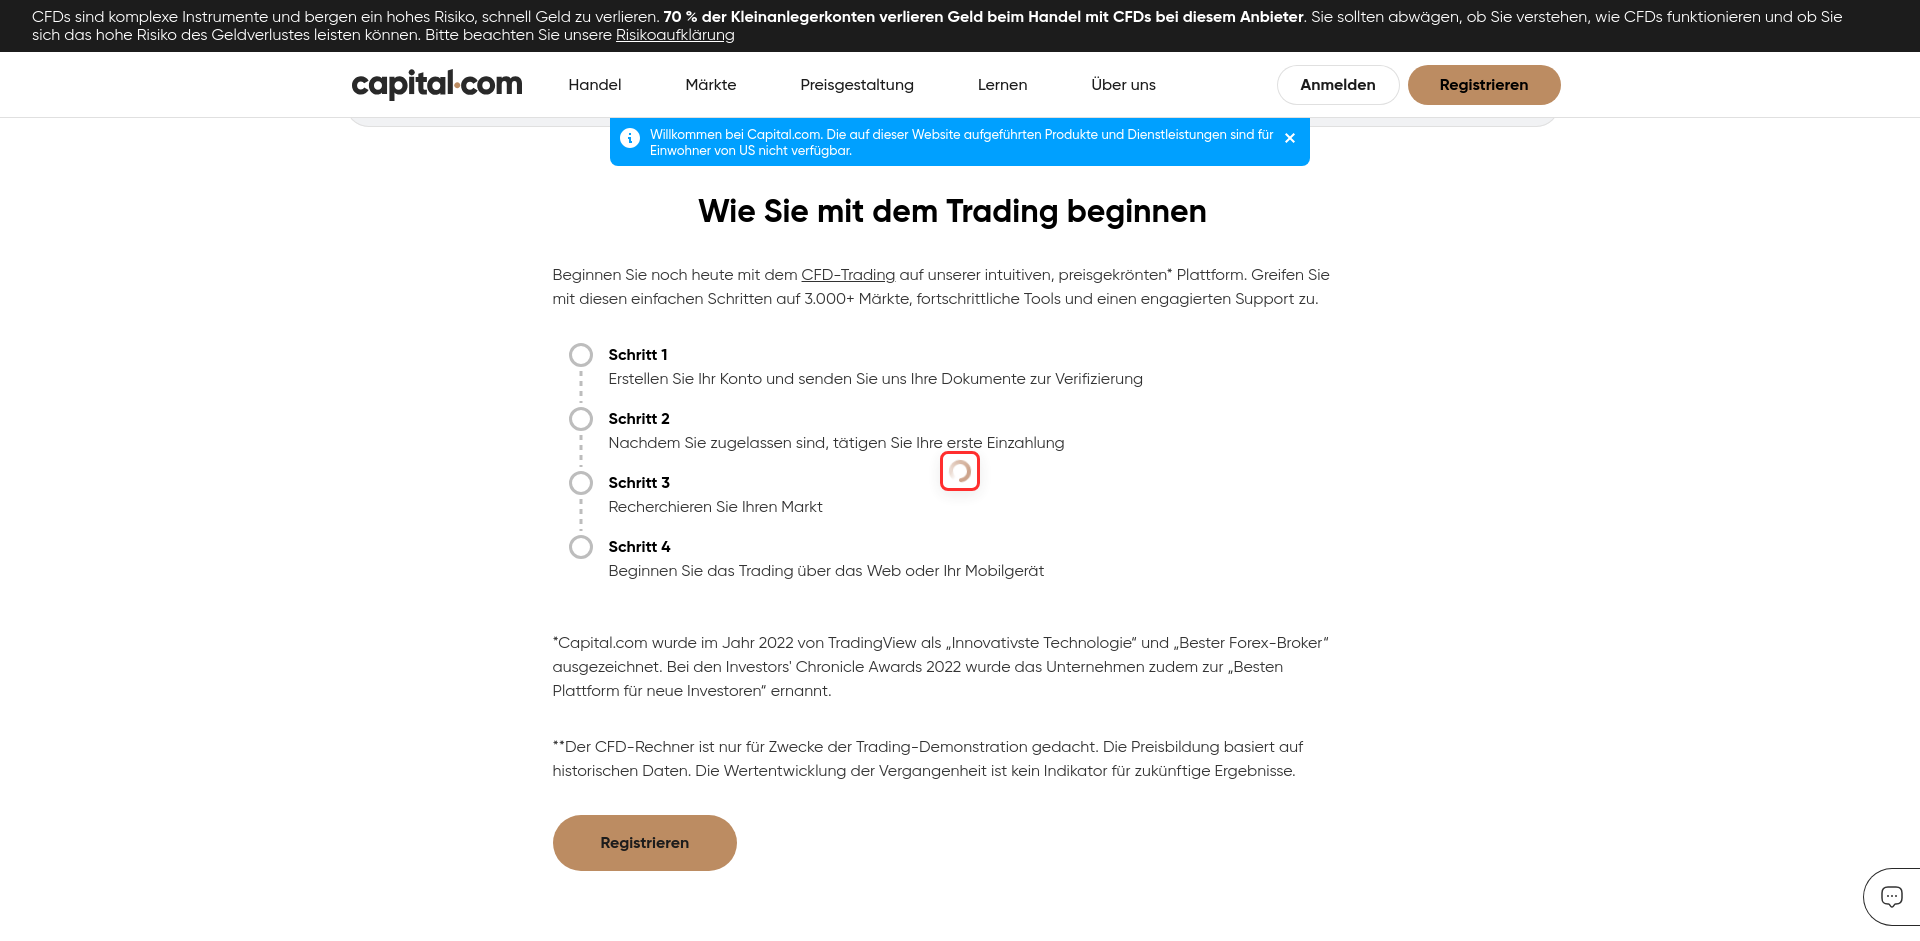 CFDs sind komplexe Instrumente und bergen ein hohes Risiko, schnell Geld zu verlieren. 70 % der Kleinanlegerkonten verlieren Geld beim Handel mit CFDs bei diesem Anbieter. Sie sollten abwägen, ob Sie verstehen, wie CFDs funktionieren und ob Sie
sich das hohe Risiko des Geldverlustes leisten können. Bitte beachten Sie unsere Risikoaufklärung
capital.com Handel Märkte Preisgestaltung Lernen Über uns Anmelden Registrieren
Willkommen bei Capital.com. Die auf dieser Website aufgeführten Produkte und Dienstleistungen sind für
Einwohner von US nicht verfügbar.
Wie Sie mit dem Trading beginnen
Beginnen Sie noch heute mit dem CFD-Trading auf unserer intuitiven, preisgekrönten* Plattform. Greifen Sie
mit diesen einfachen Schritten auf 3.000+ Märkte, fortschrittliche Tools und einen engagierten Support zu.
Schritt 1
Erstellen Sie Ihr Konto und senden Sie uns Ihre Dokumente zur Verifizierung
Schritt 2
Nachdem Sie zugelassen sind, tätigen Sie Ihre erste Einzahlung
Schritt 3
Recherchieren Sie Ihren Markt
Schritt 4
Beginnen Sie das Trading über das Web oder Ihr Mobilgerät
*Capital.com wurde im Jahr 2022 von TradingView als „Innovativste Technologie“ und „Bester Forex-Broker“
ausgezeichnet. Bei den Investors' Chronicle Awards 2022 wurde das Unternehmen zudem zur „Besten
Plattform für neue Investoren“ ernannt.
**Der CFD-Rechner ist nur für Zwecke der Trading-Demonstration gedacht. Die Preisbildung basiert auf
historischen Daten. Die Wertentwicklung der Vergangenheit ist kein Indikator für zukünftige Ergebnisse.
Registrieren